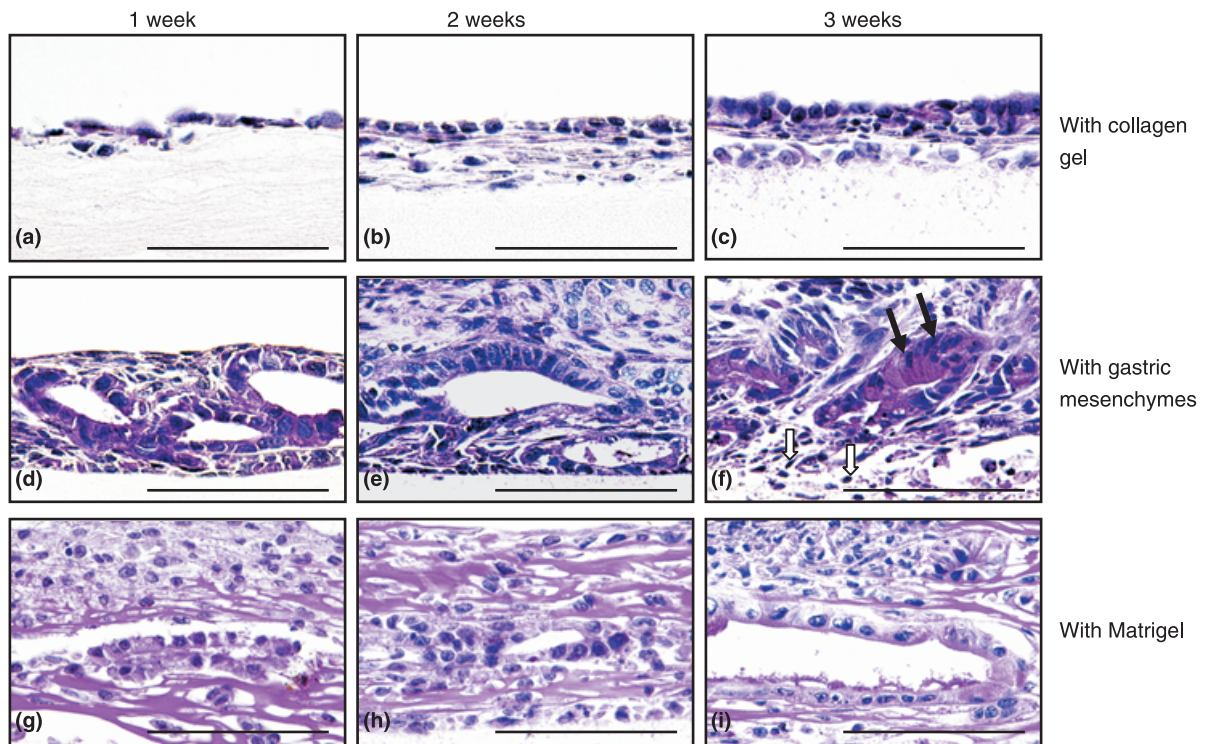 1 week
2 weeks
3 weeks
(a)
(b)
(c)
With collagen
gel
(d)
(e)
(f)
With gastric
mesenchymes
(g)
(h)
(i)
With Matrigel